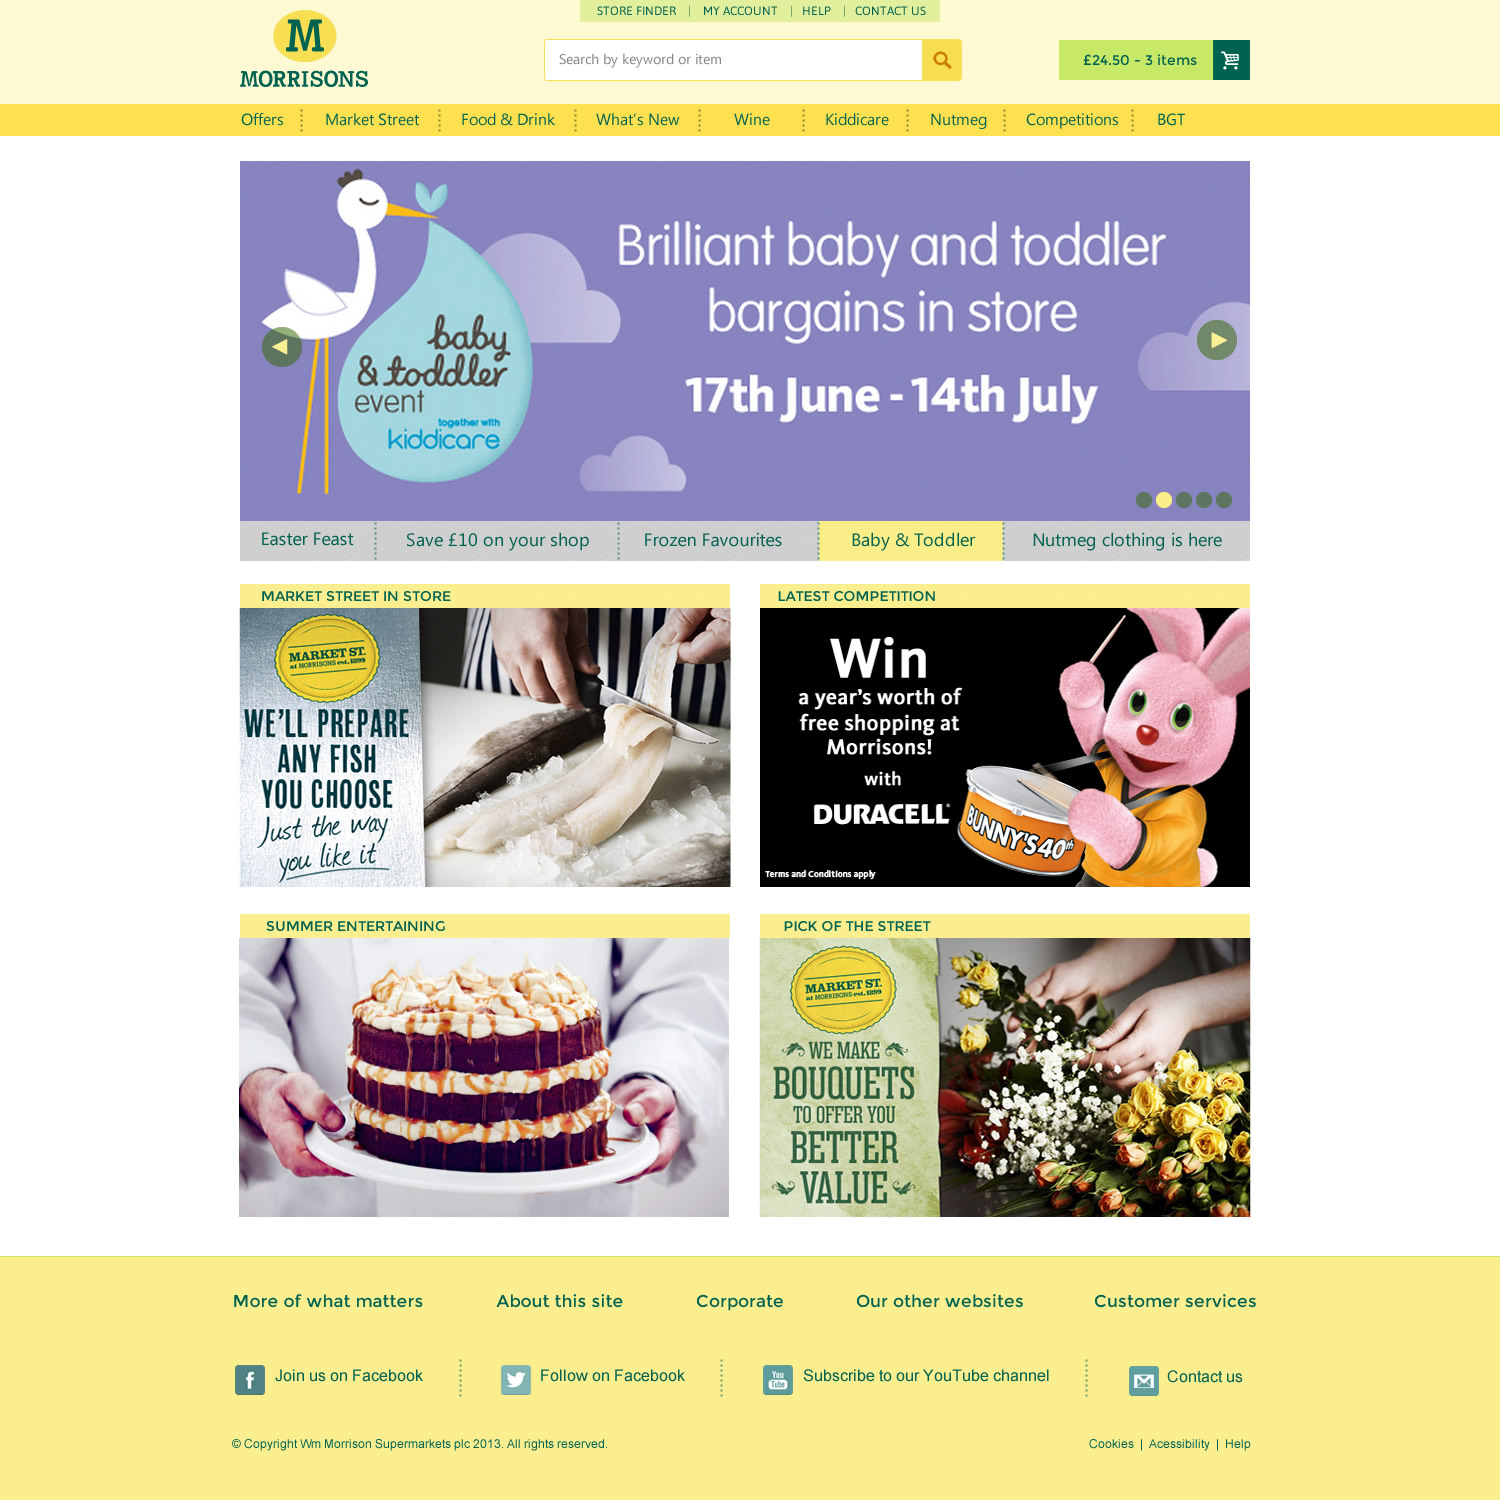 STORE FINDER | MY ACCOUNT | HELP | CONTACT US
M
MORRISONS
Search by keyword or item
£24.50 - 3 items
Offers
Market Street
Food & Drink
What's New
Wine
Kiddicare
Nutmeg
Competitions
BGT
Brilliant baby and toddler
bargains in store
17th June - 14th July
baby
& toddler
event
together with
kiddicare
Easter Feast
Save £10 on your shop
Frozen Favourites
Baby & Toddler
Nutmeg clothing is here
MARKET STREET IN STORE
MARKET ST.
at MORRISONS est. 1899
WE'LL PREPARE
ANY FISH
YOU CHOOSE
Just the way
you like it
LATEST COMPETITION
Win
a year's worth of
free shopping at
Morrisons!
with
DURACELL®
BUNNY'S 40th
Terms and Conditions apply
SUMMER ENTERTAINING
PICK OF THE STREET
MARKET ST.
at MORRISONS est. 1899
WE MAKE
BOUQUETS
TO OFFER YOU
BETTER
VALUE
More of what matters
About this site
Corporate
Our other websites
Customer services
f
Join us on Facebook
Follow on Facebook
You
Tube
Subscribe to our YouTube channel
Contact us
© Copyright Wm Morrison Supermarkets plc 2013. All rights reserved.
Cookies | Acessibility | Help